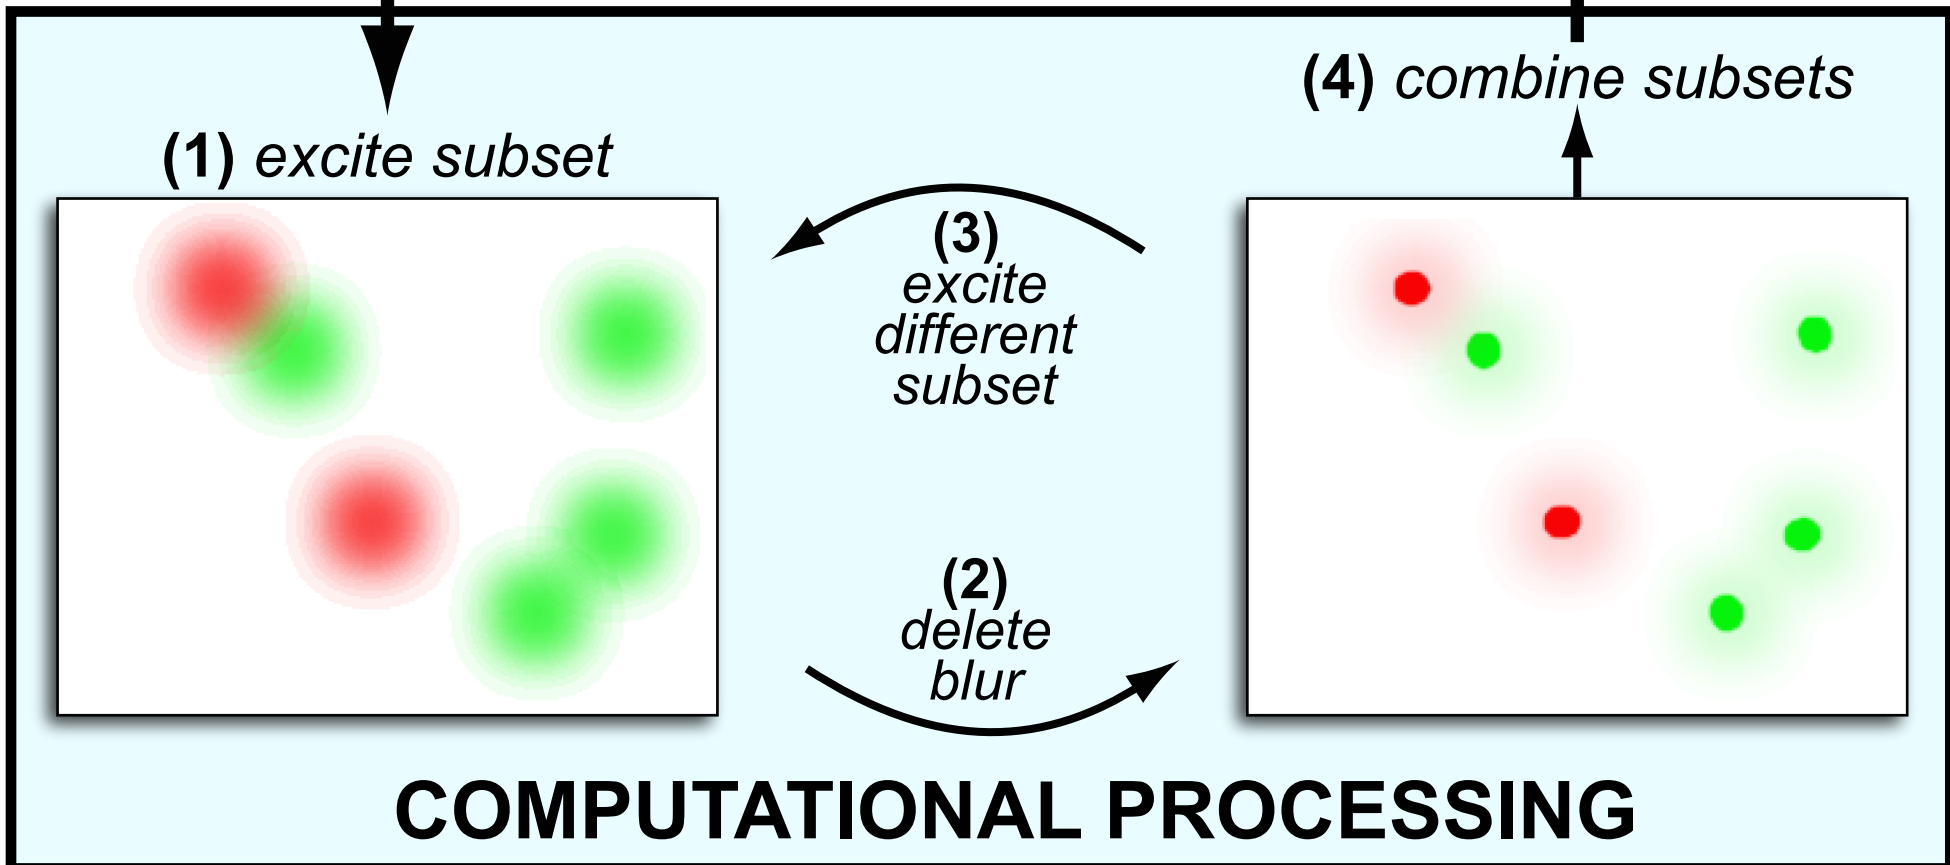 (1) excite subset
(4) combine subsets
(3)
excite
different
subset
(2)
delete
blur
COMPUTATIONAL PROCESSING